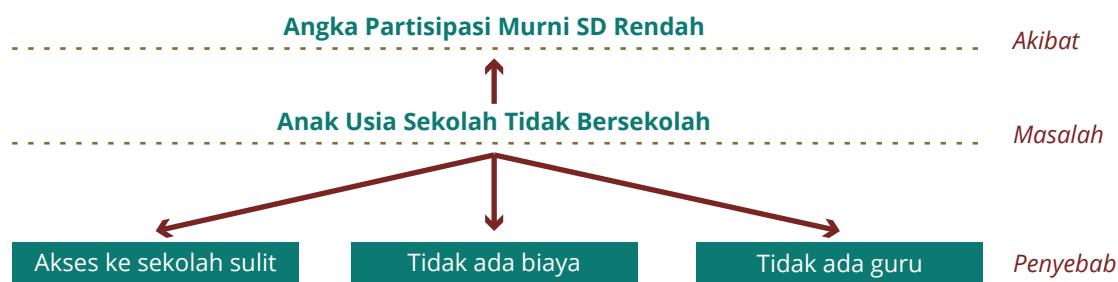 Angka Partisipasi Murni SD Rendah
Akibat
Anak Usia Sekolah Tidak Bersekolah
Masalah
Akses ke sekolah sulit
Tidak ada biaya
Tidak ada guru
Penyebab